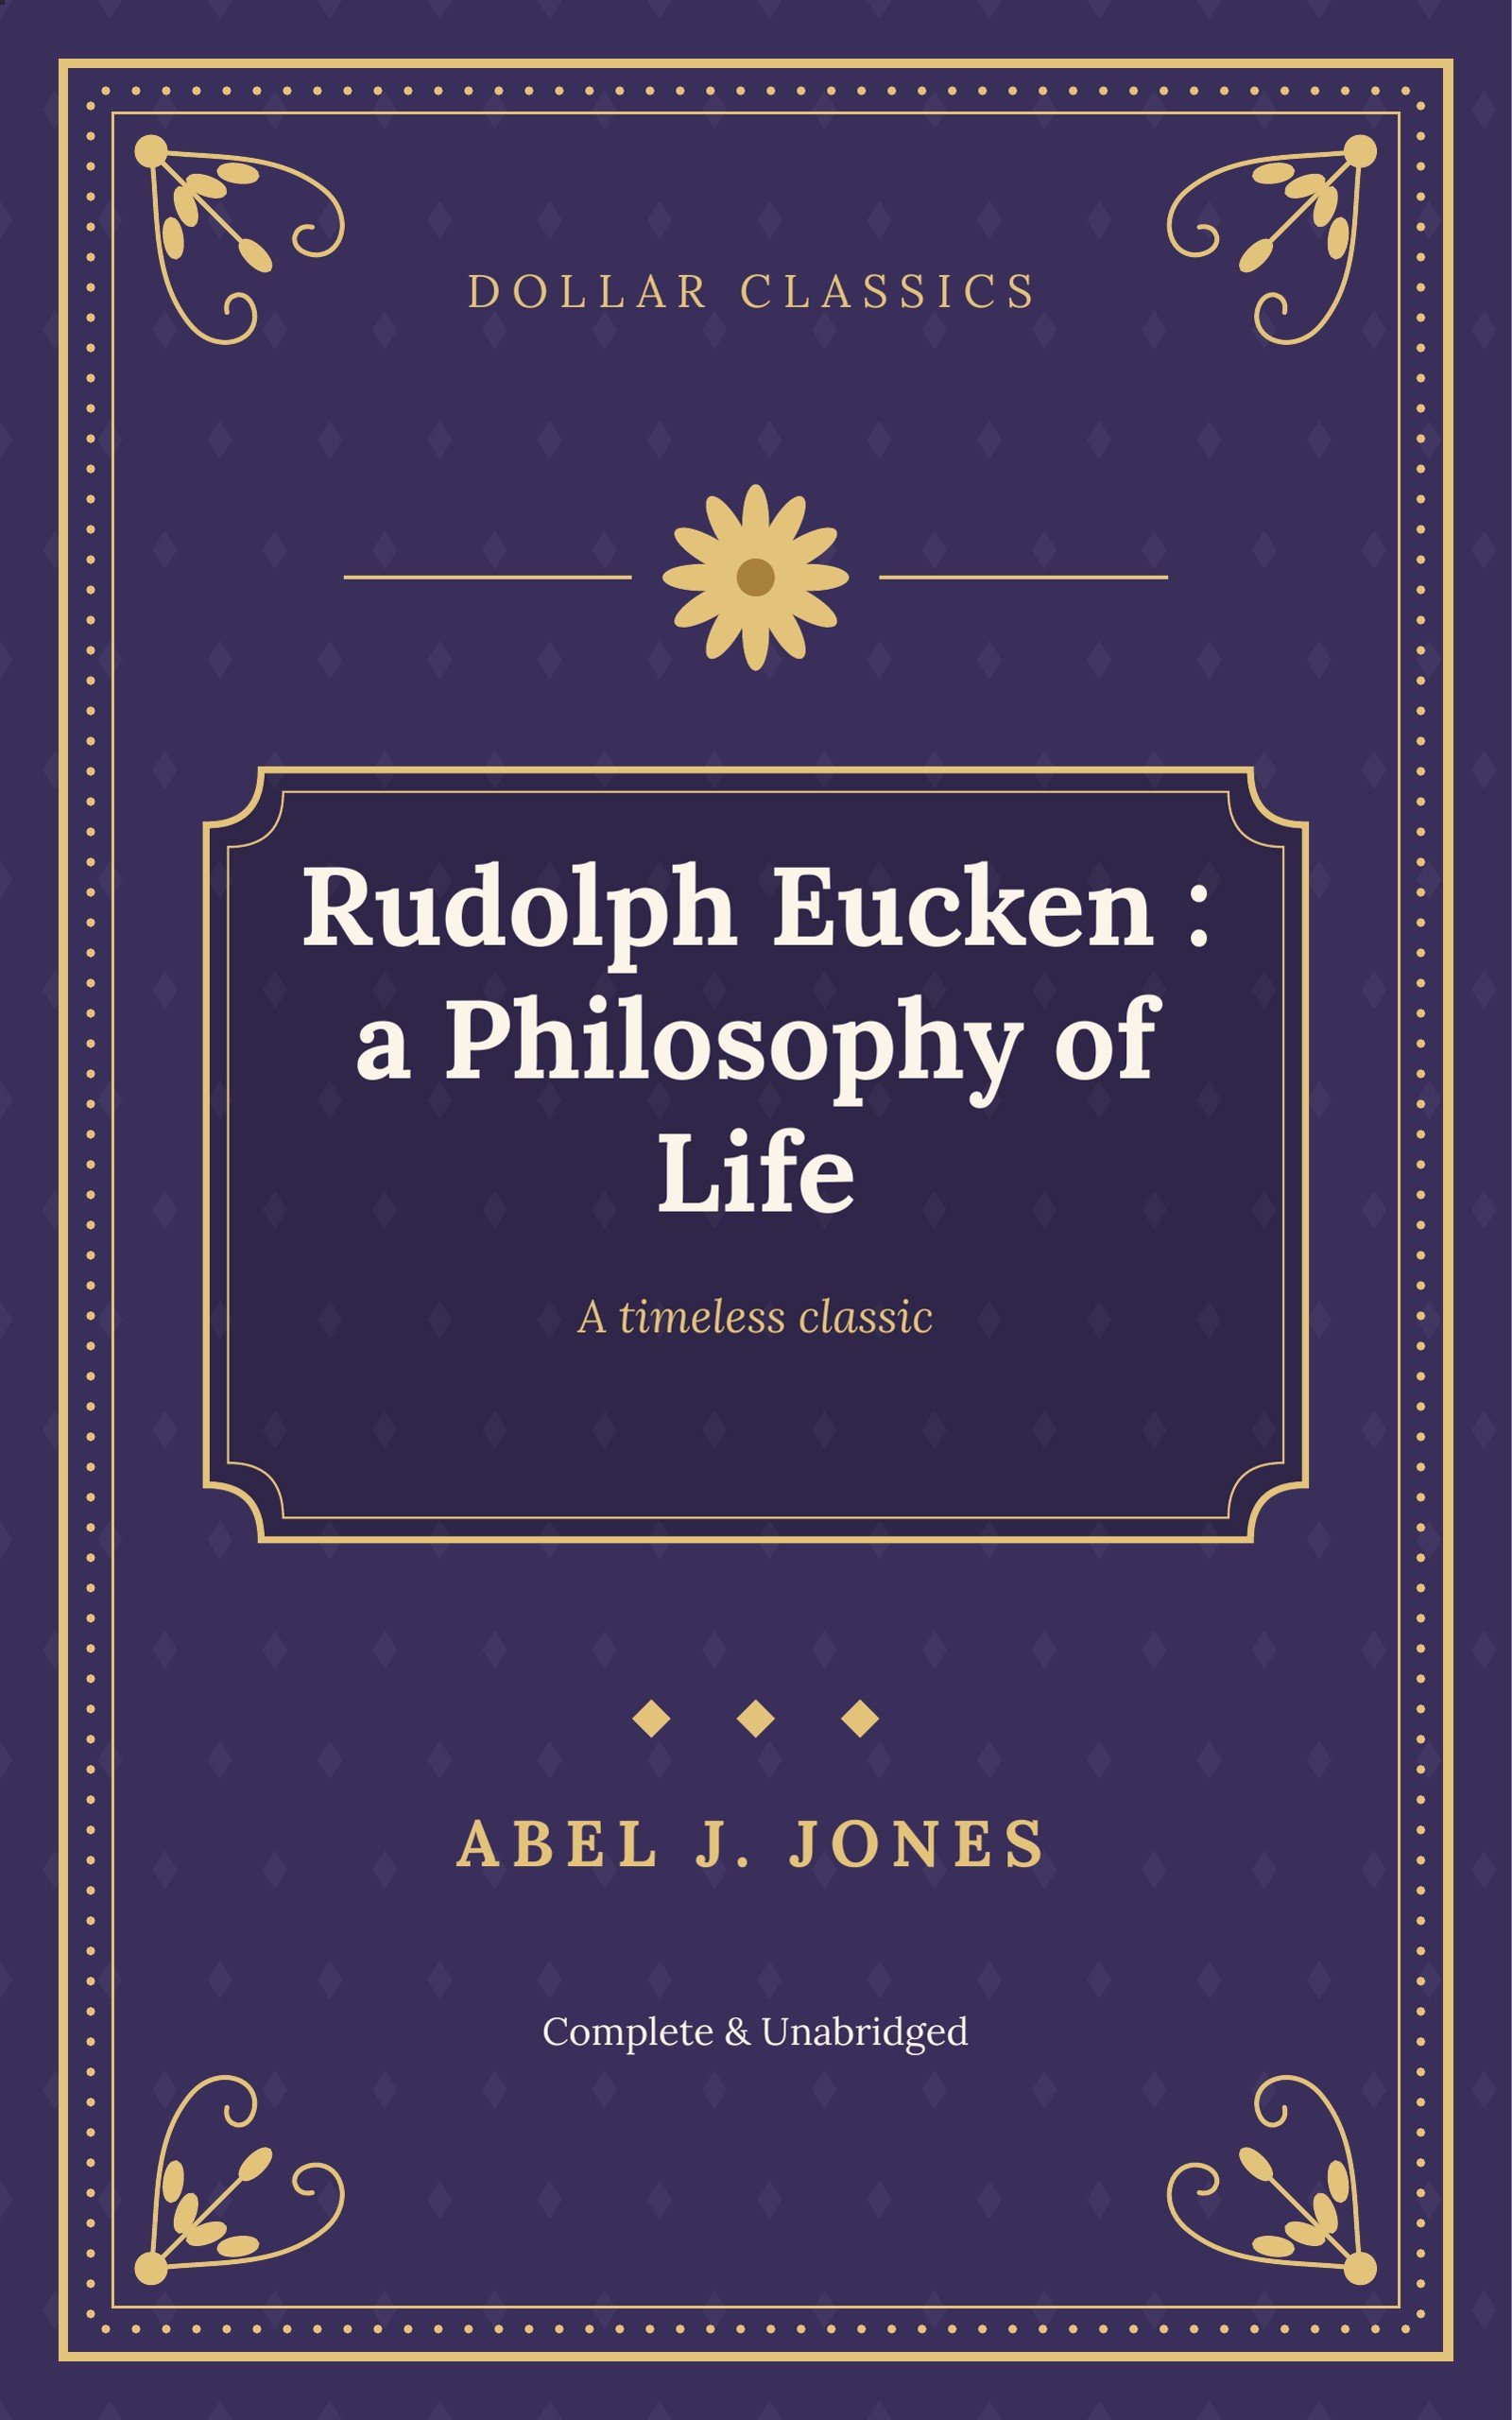 DOLLAR CLASSICS
Rudolph Eucken :
a Philosophy of
Life
A timeless classic
ABEL J. JONES
Complete & Unabridged